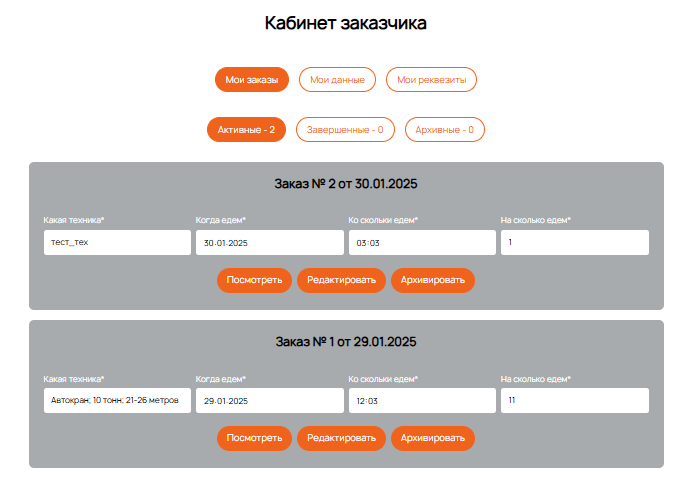 Кабинет заказчика
Мои заказы Мои данные Мои реквезиты
Активные - 2 Завершенные - 0 Архивные - 0
Заказ № 2 от 30.01.2025
Какая техника* Когда едем* Ко скольки едем* На сколько едем*
тест_тех 30-01-2025 03:03 1
Посмотреть Редактировать Архивировать
Заказ № 1 от 29.01.2025
Какая техника* Когда едем* Ко скольки едем* На сколько едем*
Автокран; 10 тонн; 21-26 метров 29-01-2025 12:03 11
Посмотреть Редактировать Архивировать